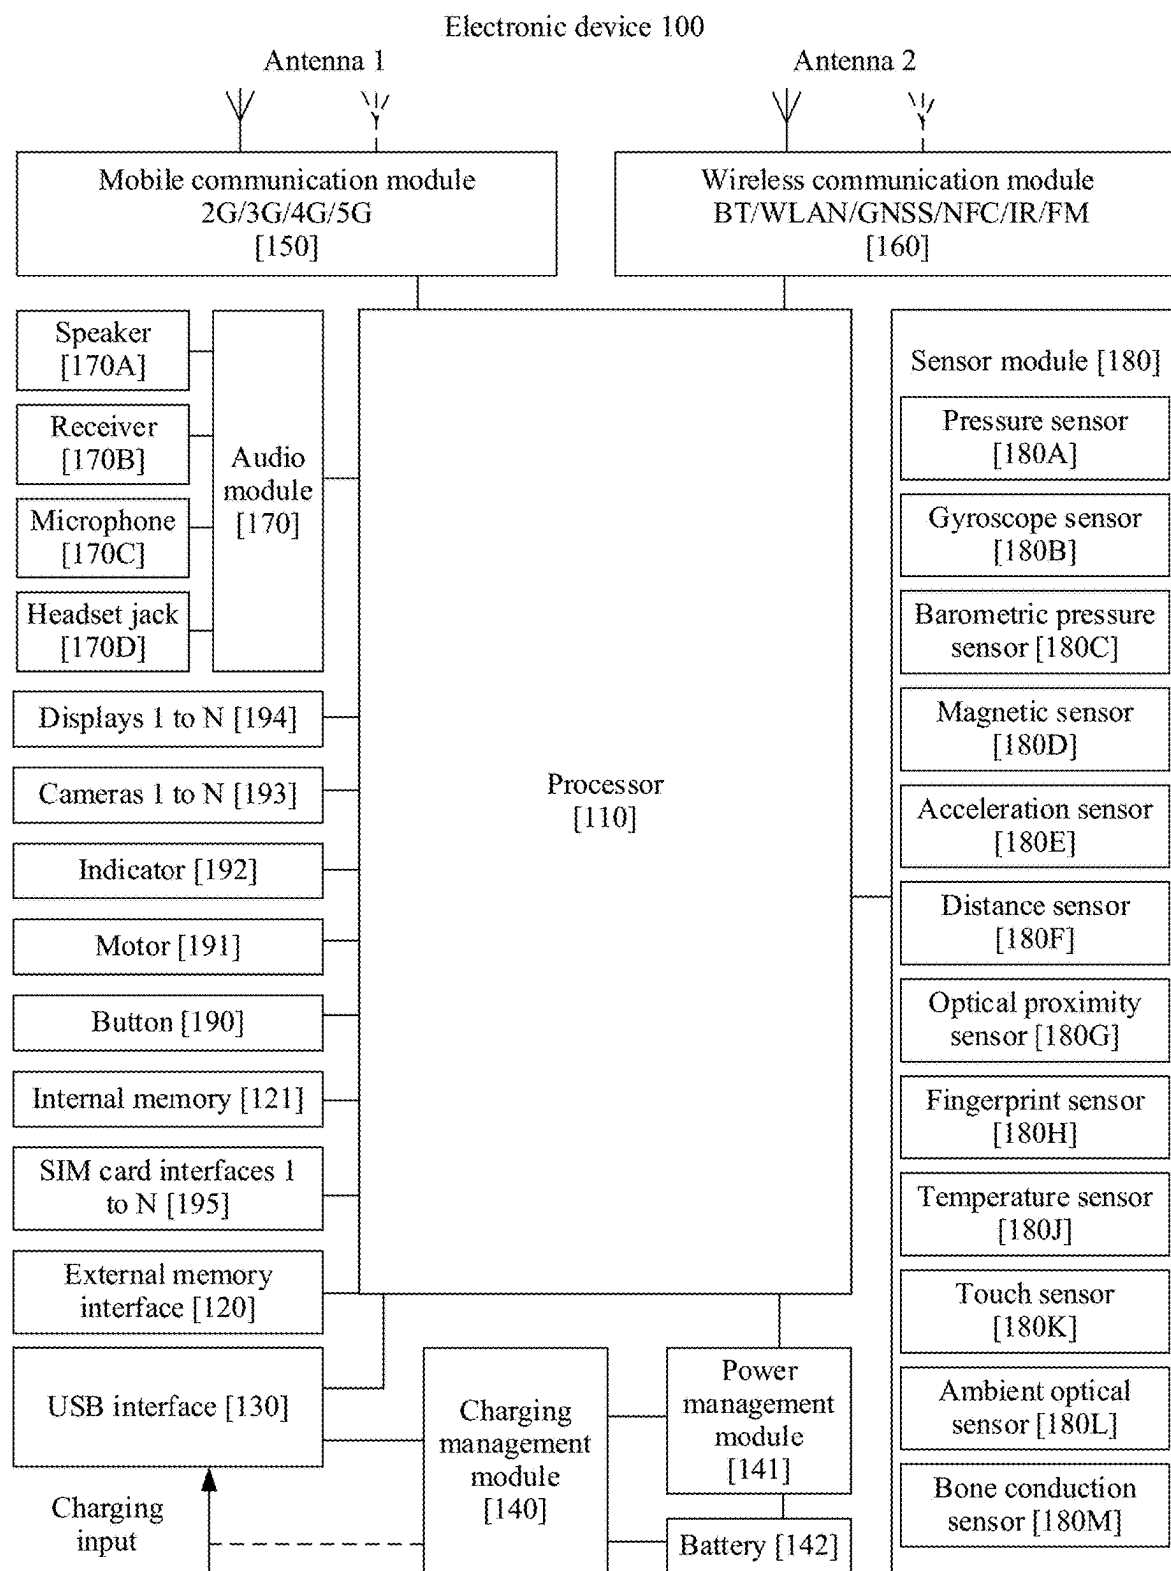 Electronic device 100
Antenna 1
Antenna 2
Mobile communication module
2G/3G/4G/5G
[150]
Wireless communication module
BT/WLAN/GNSS/NFC/IR/FM
[160]
Speaker
[170A]
Receiver
[170B]
Microphone
[170C]
Headset jack
[170D]
Audio
module
[170]
Displays 1 to N [194]
Cameras 1 to N [193]
Indicator [192]
Motor [191]
Button [190]
Internal memory [121]
SIM card interfaces 1
to N [195]
External memory
interface [120]
USB interface [130]
Charging
input
Processor
[110]
Charging
management
module
[140]
Power
management
module
[141]
Battery [142]
Sensor module [180]
Pressure sensor
[180A]
Gyroscope sensor
[180B]
Barometric pressure
sensor [180C]
Magnetic sensor
[180D]
Acceleration sensor
[180E]
Distance sensor
[180F]
Optical proximity
sensor [180G]
Fingerprint sensor
[180H]
Temperature sensor
[180J]
Touch sensor
[180K]
Ambient optical
sensor [180L]
Bone conduction
sensor [180M]